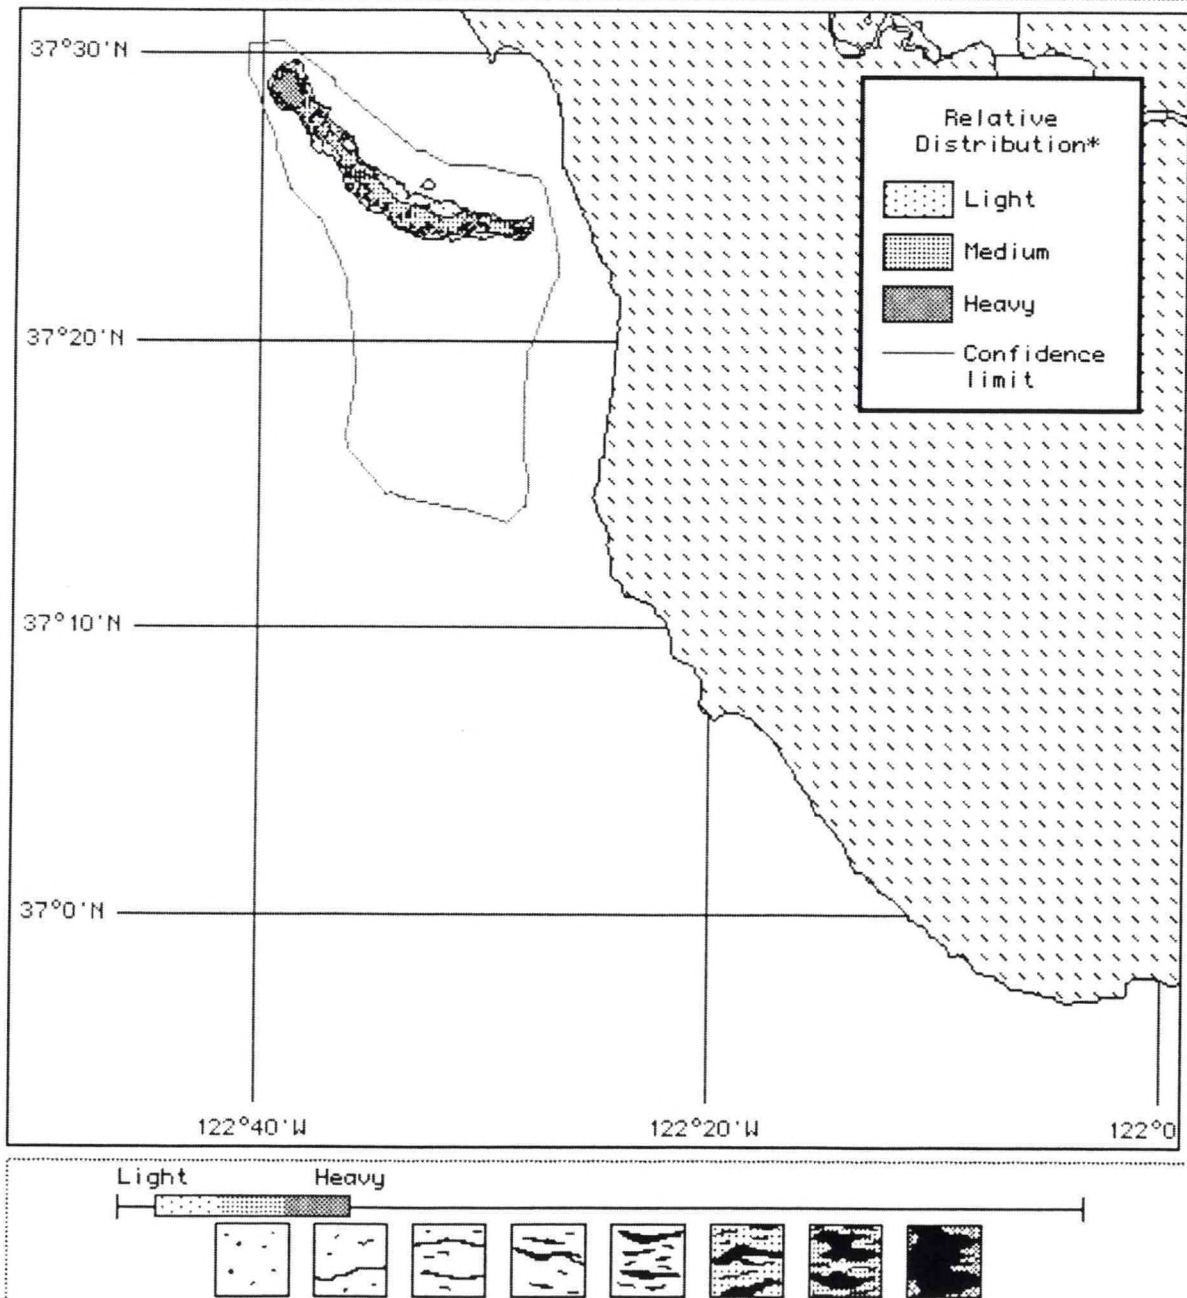 37°30'N
Relative
Distribution*
Light
Medium
Heavy
Confidence
limit
37°20'N
37°10'N
37°0'N
122°40'W
122°20'W
122°0
Light
Heavy